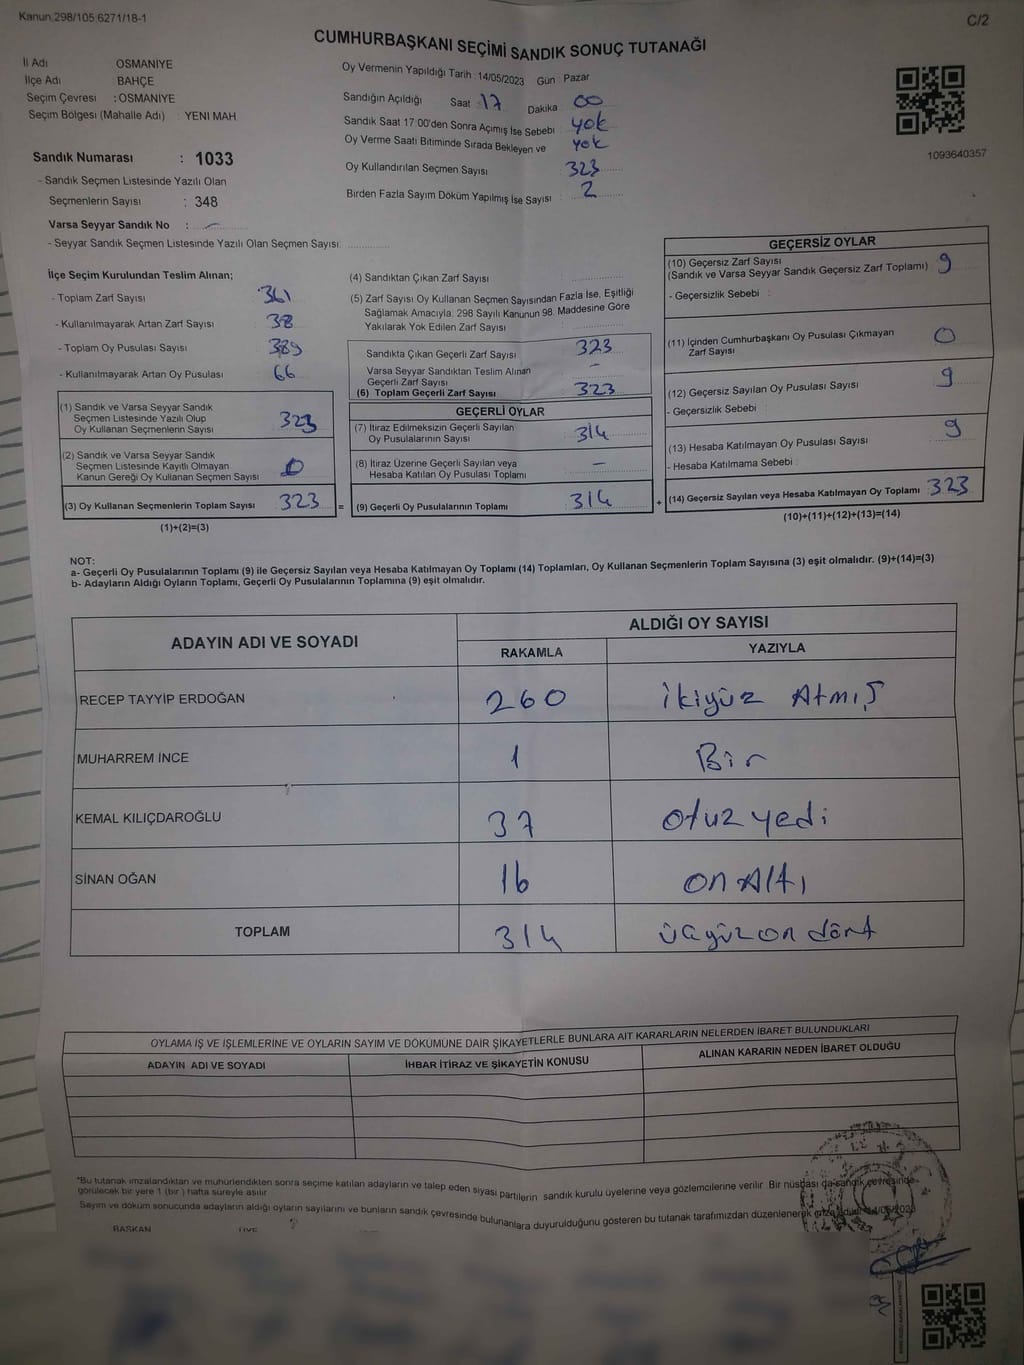 Kanun.298/105 6271/18-1
C/2
CUMHURBAŞKANI SEÇİMİ SANDIK SONUÇ TUTANAĞI
İl Adı OSMANİYE
İlçe Adı BAHÇE
Seçim Çevresi : OSMANİYE
Seçim Bölgesi (Mahalle Adı) : YENI MAH
Oy Vermenin Yapıldığı Tarih : 14/05/2023 Gün Pazar
Sandığın Açıldığı Saat : 17 Dakika 00
Sandık Saat 17:00'den Sonra Açımış İse Sebebi : yok
Oy Verme Saati Bitiminde Sırada Bekleyen ve yok
Oy Kullandırılan Seçmen Sayısı 323
Birden Fazla Sayım Döküm Yapılmış İse Sayısı : 2
1093640357
Sandık Numarası : 1033
- Sandık Seçmen Listesinde Yazılı Olan
Seçmenlerin Sayısı : 348
Varsa Seyyar Sandık No : -
- Seyyar Sandık Seçmen Listesinde Yazılı Olan Seçmen Sayısı:
İlçe Seçim Kurulundan Teslim Alınan;
- Toplam Zarf Sayısı 361
- Kullanılmayarak Artan Zarf Sayısı 38
- Toplam Oy Pusulası Sayısı 389
- Kullanılmayarak Artan Oy Pusulası 66
(1) Sandık ve Varsa Seyyar Sandık
Seçmen Listesinde Yazılı Olup
Oy Kullanan Seçmenlerin Sayısı 323
(2) Sandık ve Varsa Seyyar Sandık
Seçmen Listesinde Kayıtlı Olmayan
Kanun Gereği Oy Kullanan Seçmen Sayısı 0
(3) Oy Kullanan Seçmenlerin Toplam Sayısı 323
(1)+(2)=(3)
(4) Sandıktan Çıkan Zarf Sayısı
(5) Zarf Sayısı Oy Kullanan Seçmen Sayısından Fazla İse, Eşitliği
Sağlamak Amacıyla; 298 Sayılı Kanunun 98. Maddesine Göre
Yakılarak Yok Edilen Zarf Sayısı
Sandıkta Çıkan Geçerli Zarf Sayısı 323
Varsa Seyyar Sandıktan Teslim Alınan
Geçerli Zarf Sayısı -
(6) Toplam Geçerli Zarf Sayısı 323
GEÇERLİ OYLAR
(7) İtiraz Edilmeksizin Geçerli Sayılan
Oy Pusulalarının Sayısı 314
(8) İtiraz Üzerine Geçerli Sayılan veya
Hesaba Katılan Oy Pusulası Toplamı -
= (9) Geçerli Oy Pusulalarının Toplamı 314
GEÇERSİZ OYLAR
(10) Geçersiz Zarf Sayısı
(Sandık ve Varsa Seyyar Sandık Geçersiz Zarf Toplamı) 9
- Geçersizlik Sebebi :
(11) İçinden Cumhurbaşkanı Oy Pusulası Çıkmayan
Zarf Sayısı 0
(12) Geçersiz Sayılan Oy Pusulası Sayısı 9
- Geçersizlik Sebebi :
(13) Hesaba Katılmayan Oy Pusulası Sayısı 9
- Hesaba Katılmama Sebebi :
+ (14) Geçersiz Sayılan veya Hesaba Katılmayan Oy Toplamı 323
(10)+(11)+(12)+(13)=(14)
NOT:
a- Geçerli Oy Pusulalarının Toplamı (9) ile Geçersiz Sayılan veya Hesaba Katılmayan Oy Toplamı (14) Toplamları, Oy Kullanan Seçmenlerin Toplam Sayısına (3) eşit olmalıdır. (9)+(14)=(3)
b- Adayların Aldığı Oyların Toplamı, Geçerli Oy Pusulalarının Toplamına (9) eşit olmalıdır.
ADAYIN ADI VE SOYADI ALDIĞI OY SAYISI
RAKAMLA YAZIYLA
RECEP TAYYİP ERDOĞAN 260 ikiyüz Atmış
MUHARREM İNCE 1 Bir
KEMAL KILIÇDAROĞLU 37 otuz yedi
SİNAN OĞAN 16 on Altı
TOPLAM 314 üçyüz on dört
OYLAMA İŞ VE İŞLEMLERİNE VE OYLARIN SAYIM VE DÖKÜMÜNE DAİR ŞİKAYETLERLE BUNLARA AİT KARARLARIN NELERDEN İBARET BULUNDUKLARI
ADAYIN ADI VE SOYADI İHBAR İTİRAZ VE ŞİKAYETİN KONUSU ALINAN KARARIN NEDEN İBARET OLDUĞU
*Bu tutanak imzalandıktan ve mühürlendikten sonra seçime katılan adayların ve talep eden siyasi partilerin sandık kurulu üyelerine veya gözlemcilerine verilir. Bir nüshası da sandık çevresinde
görülecek bir yere 1 (bir ) hafta süreyle asılır
Sayım ve döküm sonucunda adayların aldığı oyların sayılarını ve bunların sandık çevresinde bulunanlara duyurulduğunu gösteren bu tutanak tarafımızdan düzenlenerek
BAŞKAN ÜYE